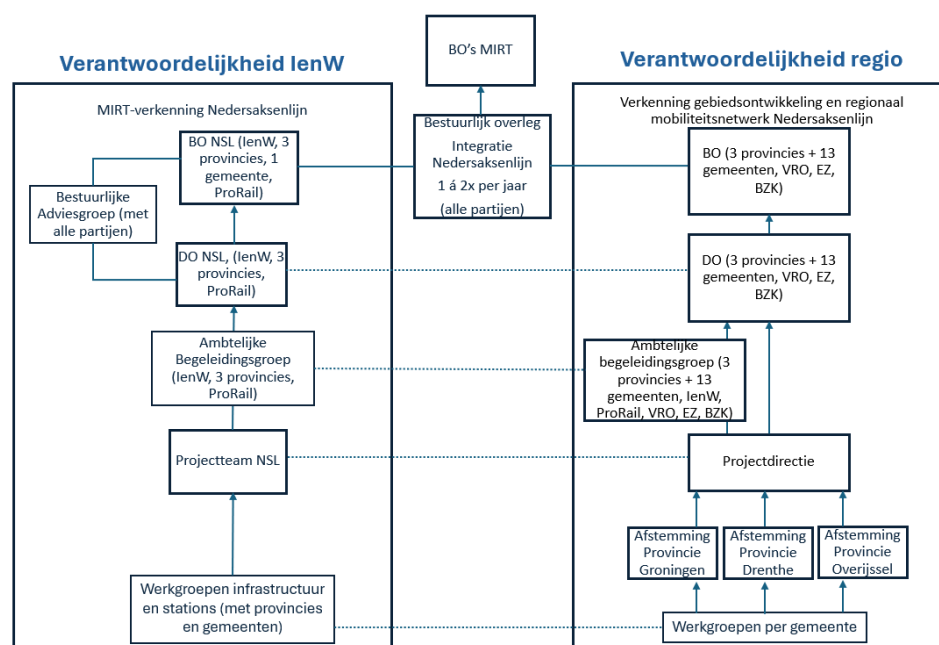 BO's MIRT
Verantwoordelijkheid IenW
Verantwoordelijkheid regio
MIRT-verkenning Nedersaksenlijn
BO NSL (IenW, 3
provincies, 1
gemeente,
ProRail)
Bestuurlijke
Adviesgroep (met
alle partijen)
DO NSL, (IenW, 3
provincies,
ProRail)
Ambtelijke
Begeleidingsgroep
(IenW, 3 provincies,
ProRail)
Projectteam NSL
Werkgroepen infrastructuur
en stations (met provincies
en gemeenten)
Bestuurlijk overleg
Integratie
Nedersaksenlijn
1 á 2x per jaar
(alle partijen)
Verkenning gebiedsontwikkeling en regionaal
mobiliteitsnetwerk Nedersaksenlijn
BO (3 provincies + 13
gemeenten, VRO, EZ,
BZK)
DO (3 provincies + 13
gemeenten, VRO, EZ,
BZK)
Ambtelijke
begeleidingsgroep (3
provincies + 13
gemeenten, IenW,
ProRail, VRO, EZ, BZK)
Projectdirectie
Afstemming
Provincie
Groningen
Afstemming
Provincie
Drenthe
Afstemming
Provincie
Overijssel
Werkgroepen per gemeente